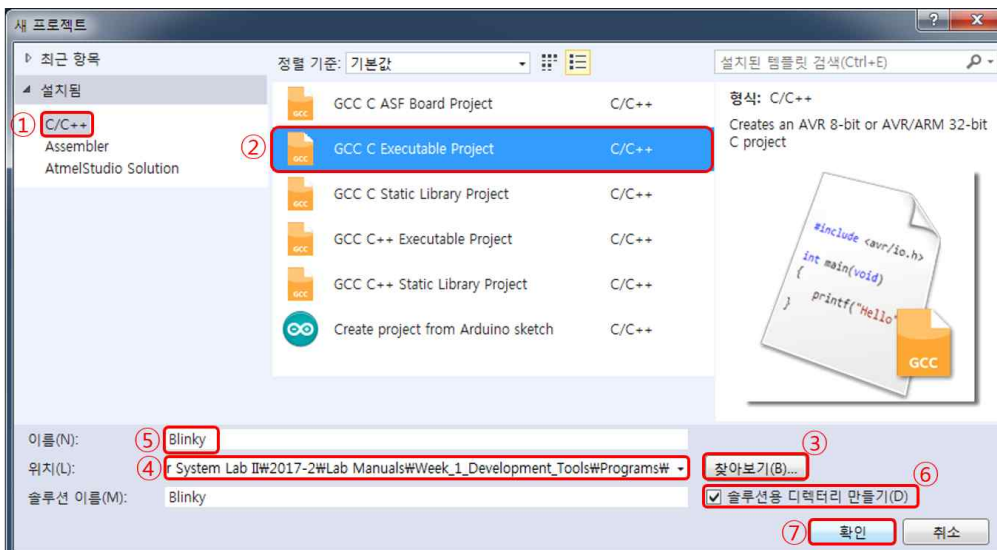 새 프로젝트
최근 항목
정렬 기준: 기본값
설치된 템플릿 검색(Ctrl+E)
설치됨
① C/C++
Assembler
AtmelStudio Solution
GCC C ASF Board Project C/C++
② GCC C Executable Project C/C++
GCC C Static Library Project C/C++
GCC C++ Executable Project C/C++
GCC C++ Static Library Project C/C++
Create project from Arduino sketch C/C++
형식: C/C++
Creates an AVR 8-bit or AVR/ARM 32-bit
C project
#include <avr/io.h>
int main(void)
{
printf("Hello"
}
GCC
이름(N): ⑤ Blinky
위치(L): ④ r System Lab II₩2017-2₩Lab Manuals₩Week_1_Development_Tools₩Programs₩
③ 찾아보기(B)...
솔루션 이름(M): Blinky
⑥ 솔루션용 디렉터리 만들기(D)
⑦ 확인 취소